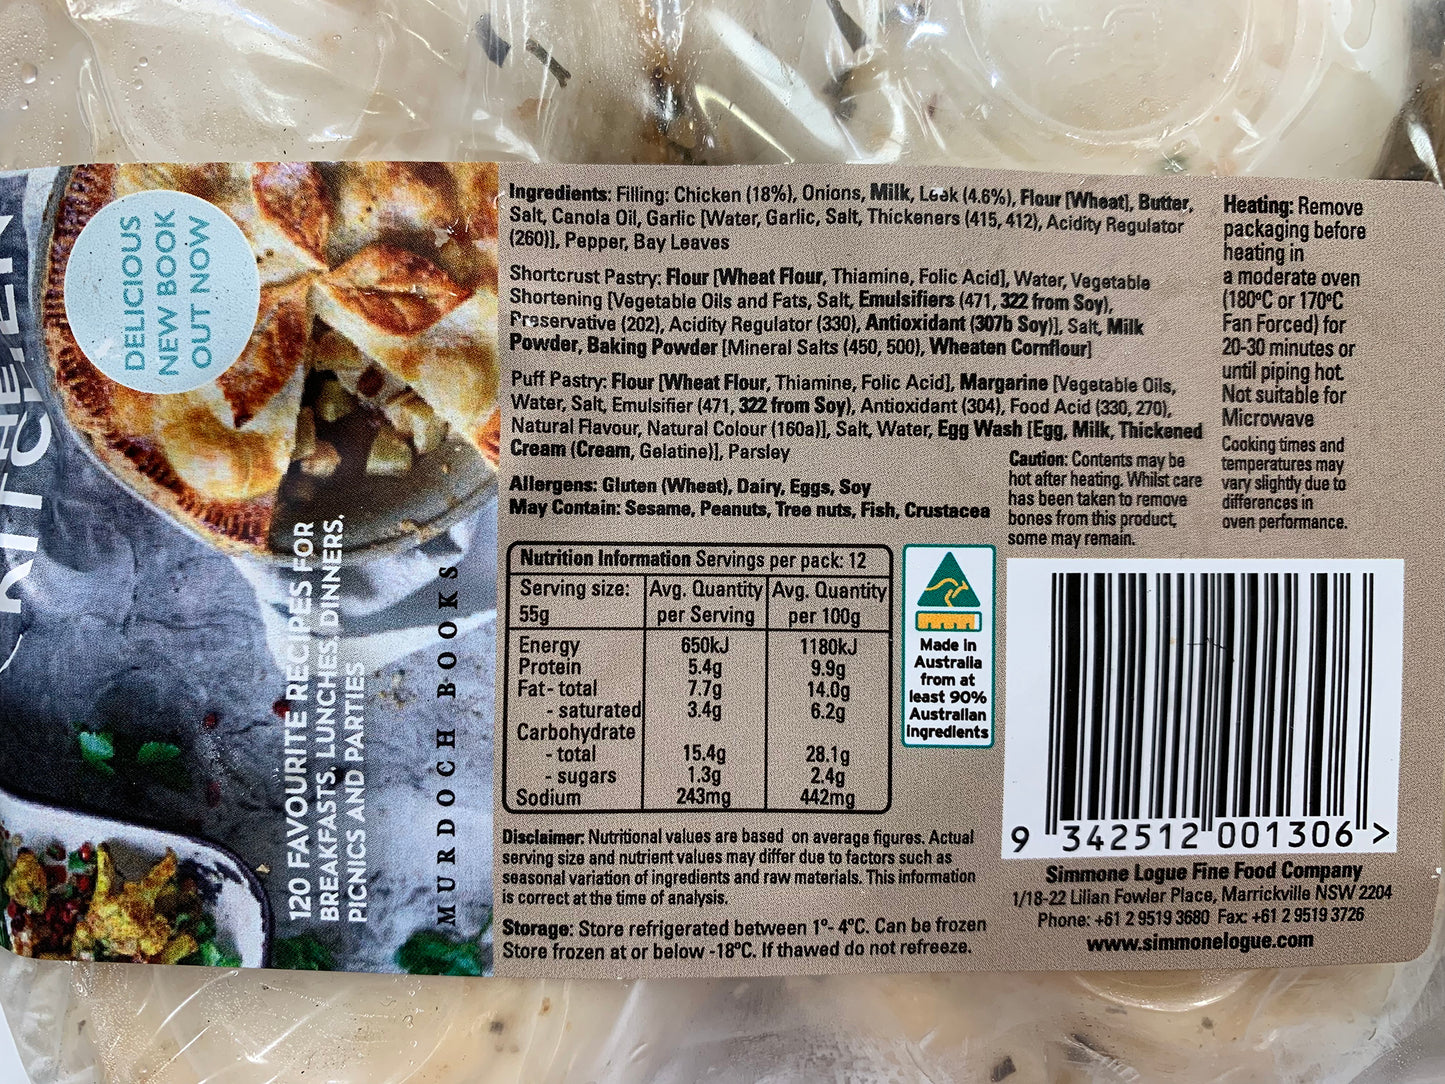 DELICIOUS
NEW BOOK
OUT NOW
120 FAVOURITE RECIPES FOR
BREAKFASTS, LUNCHES, DINNERS,
PICNICS AND PARTIES
MURDOCH BOOKS
Ingredients: Filling: Chicken (18%), Onions, Milk, Leek (4.6%), Flour [Wheat], Butter,
Salt, Canola Oil, Garlic [Water, Garlic, Salt, Thickeners (415, 412), Acidity Regulator
(260)], Pepper, Bay Leaves
Shortcrust Pastry: Flour [Wheat Flour, Thiamine, Folic Acid], Water, Vegetable
Shortening [Vegetable Oils and Fats, Salt, Emulsifiers (471, 322 from Soy),
Preservative (202), Acidity Regulator (330), Antioxidant (307b Soy)], Salt, Milk
Powder, Baking Powder [Mineral Salts (450, 500), Wheaten Cornflour]
Puff Pastry: Flour [Wheat Flour, Thiamine, Folic Acid], Margarine [Vegetable Oils,
Water, Salt, Emulsifier (471, 322 from Soy), Antioxidant (304), Food Acid (330, 270),
Natural Flavour, Natural Colour (160a)], Salt, Water, Egg Wash [Egg, Milk, Thickened
Cream (Cream, Gelatine)], Parsley
Allergens: Gluten (Wheat), Dairy, Eggs, Soy
May Contain: Sesame, Peanuts, Tree nuts, Fish, Crustacea
Caution: Contents may be
hot after heating. Whilst care
has been taken to remove
bones from this product,
some may remain.
Heating: Remove
packaging before
heating in
a moderate oven
(180°C or 170°C
Fan Forced) for
20-30 minutes or
until piping hot.
Not suitable for
Microwave
Cooking times and
temperatures may
vary slightly due to
differences in
oven performance.
Nutrition Information Servings per pack: 12
Serving size: Avg. Quantity Avg. Quantity
55g per Serving per 100g
Energy 650kJ 1180kJ
Protein 5.4g 9.9g
Fat - total 7.7g 14.0g
- saturated 3.4g 6.2g
Carbohydrate
- total 15.4g 28.1g
- sugars 1.3g 2.4g
Sodium 243mg 442mg
Made in
Australia
from at
least 90%
Australian
ingredients
Disclaimer: Nutritional values are based on average figures. Actual
serving size and nutrient values may differ due to factors such as
seasonal variation of ingredients and raw materials. This information
is correct at the time of analysis.
Storage: Store refrigerated between 1°- 4°C. Can be frozen
Store frozen at or below -18°C. If thawed do not refreeze.
9 342512 001306 >
Simmone Logue Fine Food Company
1/18-22 Lilian Fowler Place, Marrickville NSW 2204
Phone: +61 2 9519 3680 Fax: +61 2 9519 3726
www.simmonelogue.com